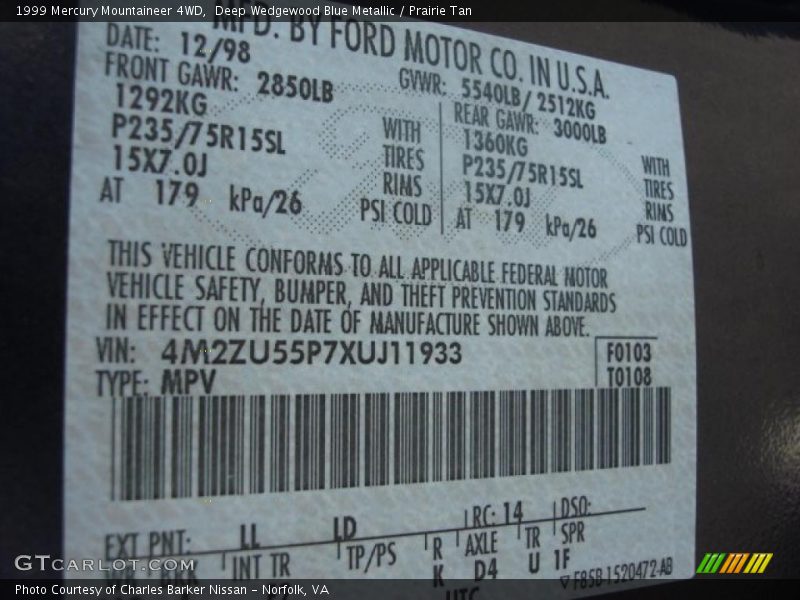 1999 Mercury Mountaineer 4WD, Deep Wedgewood Blue Metallic / Prairie Tan
MFD. BY FORD MOTOR CO. IN U.S.A.
DATE: 12/98
GVWR: 5540LB/ 2512KG
FRONT GAWR: 2850LB
REAR GAWR: 3000LB
1292KG
WITH
1360KG
WITH
P235/75R15SL
TIRES
P235/75R15SL
TIRES
15X7.0J
RIMS
15X7.0J
RIMS
AT 179 kPa/26
PSI COLD
AT 179 kPa/26
PSI COLD
THIS VEHICLE CONFORMS TO ALL APPLICABLE FEDERAL MOTOR
VEHICLE SAFETY, BUMPER, AND THEFT PREVENTION STANDARDS
IN EFFECT ON THE DATE OF MANUFACTURE SHOWN ABOVE.
VIN: 4M2ZU55P7XUJ11933
F0103
TYPE: MPV
T0108
EXT PNT: LL LD RC: 14 DSO:
BRK INT TR TP/PS R AXLE TR SPR
K D4 U 1F
UTC
F85B 1520472-AB
GTCARLOT.COM
Photo Courtesy of Charles Barker Nissan - Norfolk, VA